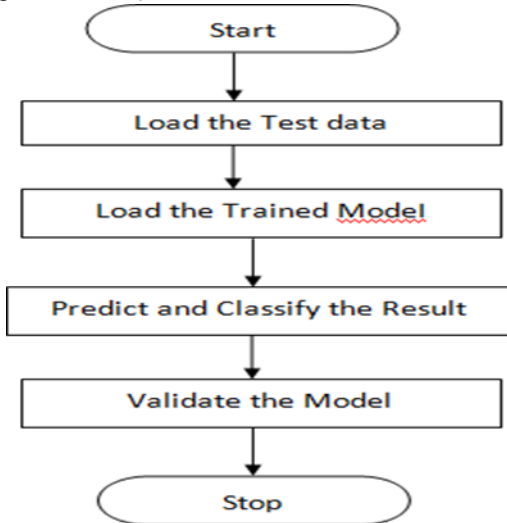 Start
Load the Test data
Load the Trained Model
Predict and Classify the Result
Validate the Model
Stop